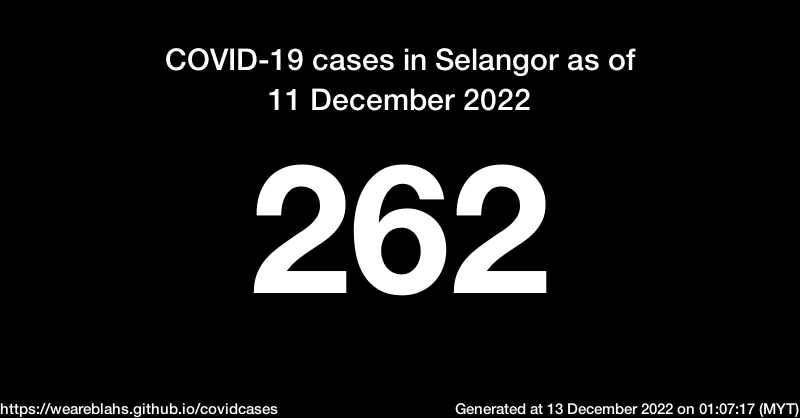 COVID-19 cases in Selangor as of
11 December 2022
262
https://weareblahs.github.io/covidcases
Generated at 13 December 2022 on 01:07:17 (MYT)